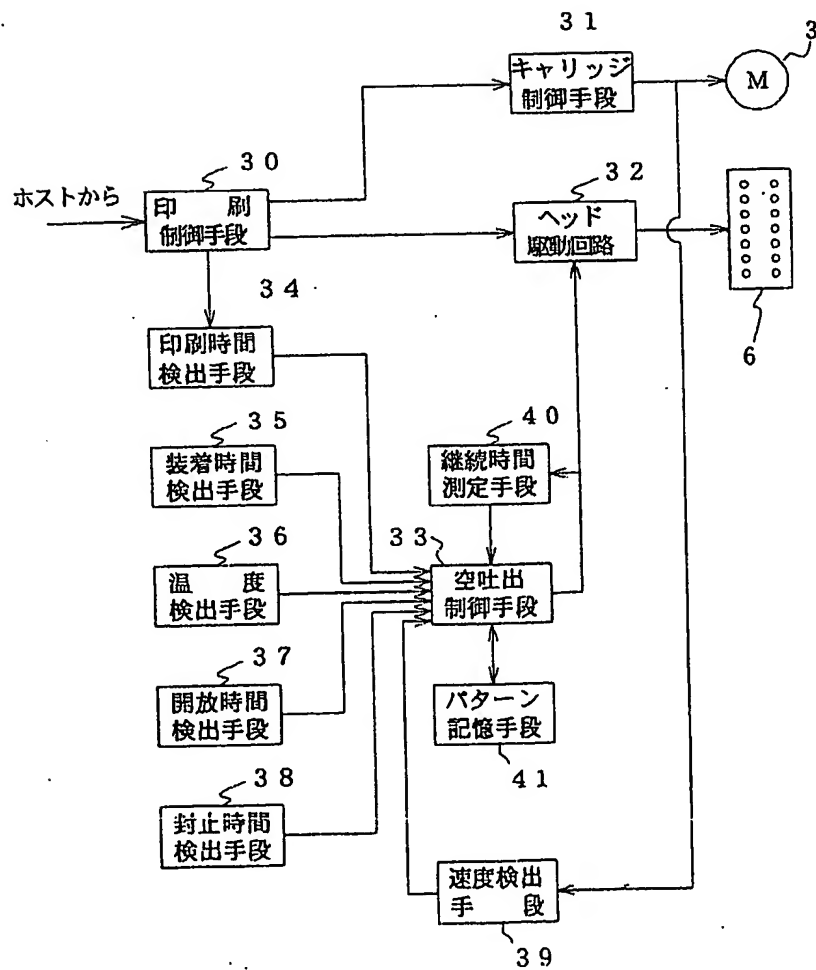 31
3
キャリッジ
制御手段
M
30
32
ホストから
印 刷
制御手段
ヘッド
駆動回路
34
6
印刷時間
検出手段
35
40
装着時間
検出手段
継続時間
測定手段
36
33
温 度
検出手段
空吐出
制御手段
37
開放時間
検出手段
パターン
記憶手段
38
41
封止時間
検出手段
速度検出
手 段
39